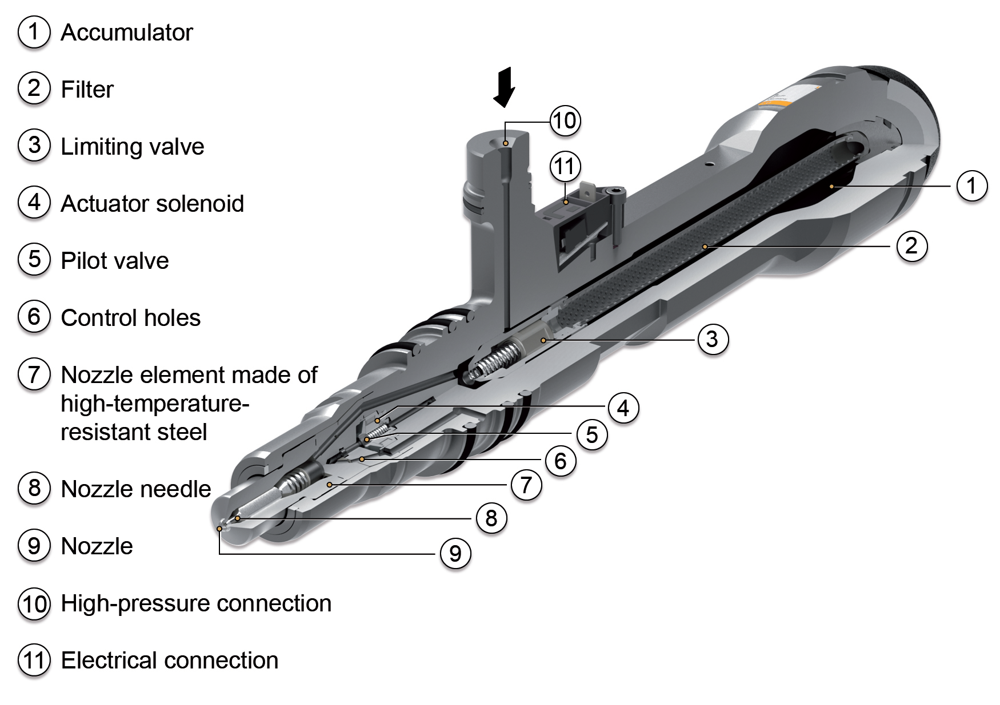 1 Accumulator
2 Filter
3 Limiting valve
4 Actuator solenoid
5 Pilot valve
6 Control holes
7 Nozzle element made of
high-temperature-
resistant steel
8 Nozzle needle
9 Nozzle
10 High-pressure connection
11 Electrical connection
10
11
1
2
3
4
5
6
7
8
9